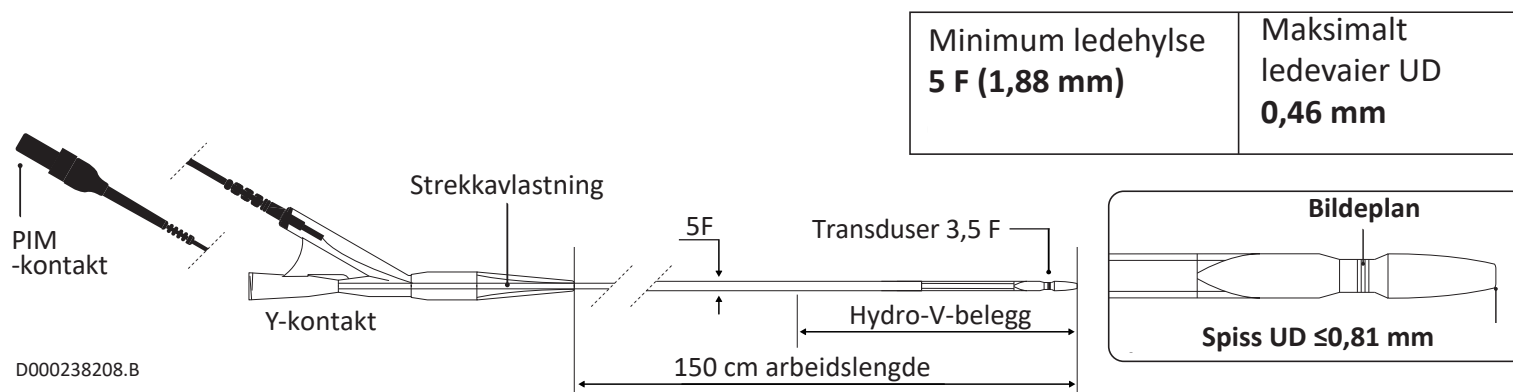 Minimum ledehylse
5 F (1,88 mm)
Maksimalt
ledevaier UD
0,46 mm
Strekkavlastning
PIM
-kontakt
5F
Transduser 3,5 F
Bildeplan
Y-kontakt
Hydro-V-belegg
Spiss UD ≤0,81 mm
150 cm arbeidslengde
D000238208.B